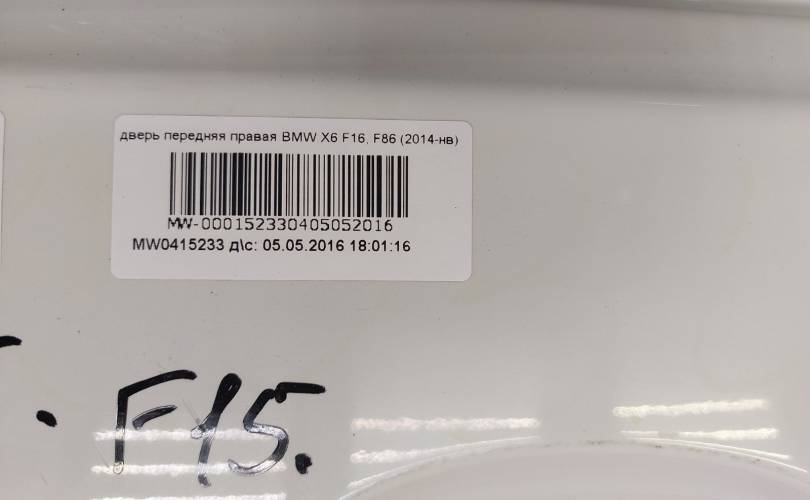 дверь передняя правая BMW X6 F16, F86 (2014-нв)
MW-000152330405052016
MW0415233 д\с: 05.05.2016 18:01:16
F15.